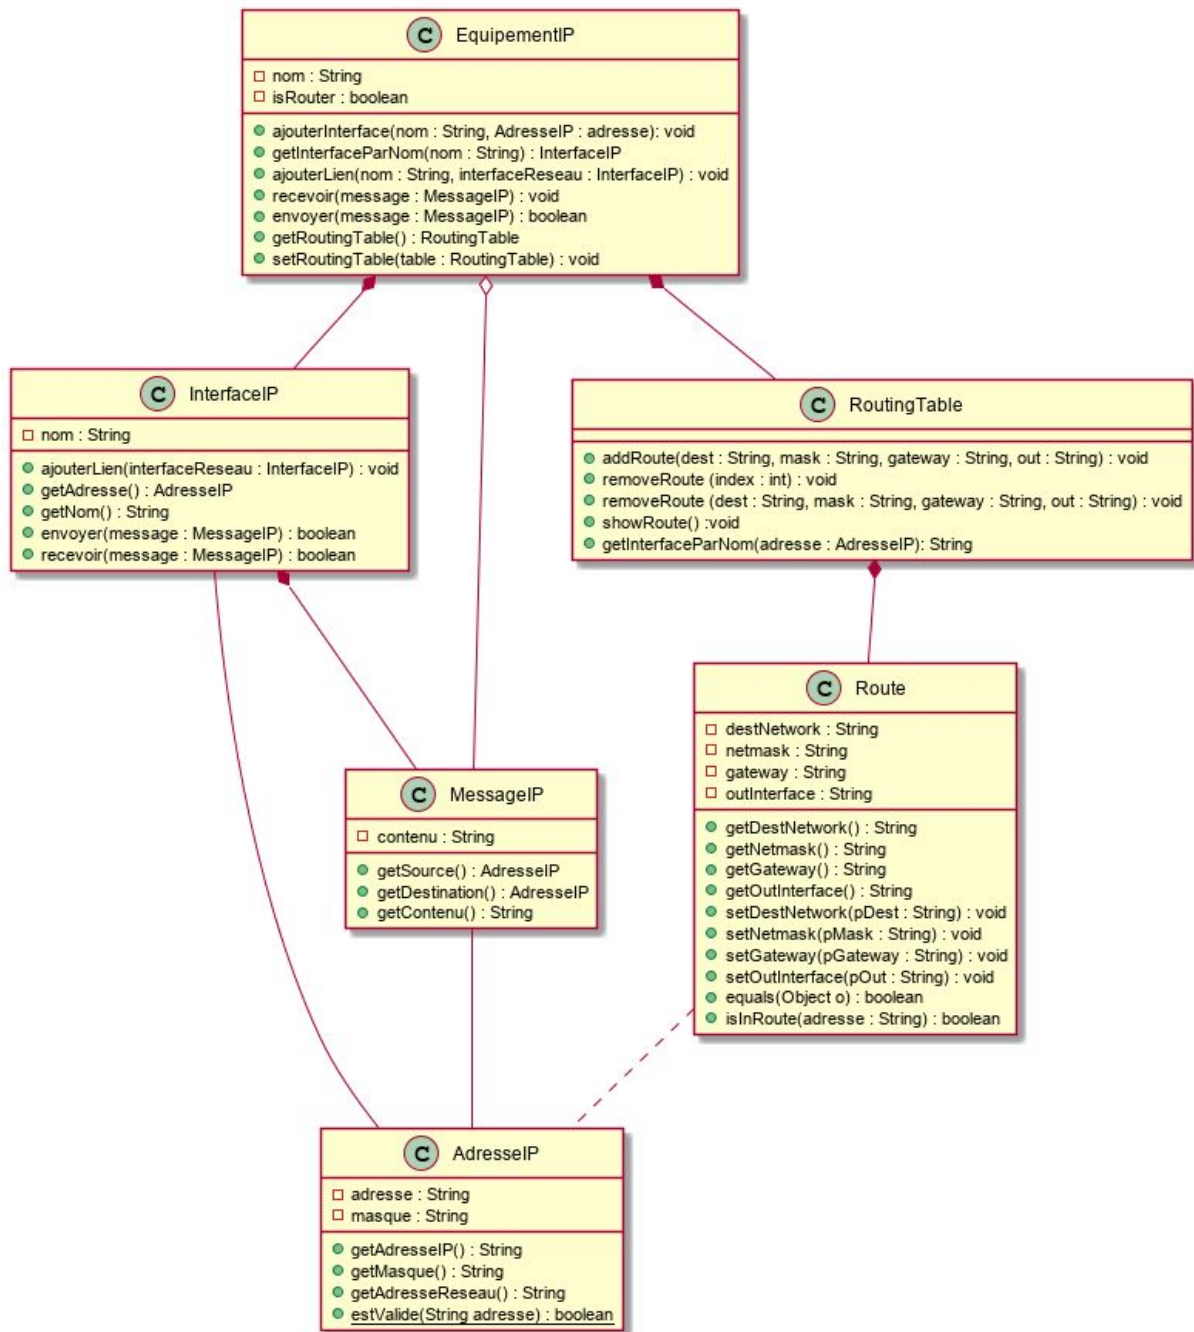 C EquipementIP
nom : String
isRouter : boolean
ajouterInterface(nom : String, AdresseIP : adresse): void
getInterfaceParNom(nom : String) : InterfaceIP
ajouterLien(nom : String, interfaceReseau : InterfaceIP) : void
recevoir(message : MessageIP) : void
envoyer(message : MessageIP) : boolean
getRoutingTable() : RoutingTable
setRoutingTable(table : RoutingTable) : void
C InterfaceIP
nom : String
ajouterLien(interfaceReseau : InterfaceIP) : void
getAdresse() : AdresseIP
getNom() : String
envoyer(message : MessageIP) : boolean
recevoir(message : MessageIP) : boolean
C RoutingTable
addRoute(dest : String, mask : String, gateway : String, out : String) : void
removeRoute (index : int) : void
removeRoute (dest : String, mask : String, gateway : String, out : String) : void
showRoute() :void
getInterfaceParNom(adresse : AdresseIP): String
C Route
destNetwork : String
netmask : String
gateway : String
outInterface : String
getDestNetwork() : String
getNetmask() : String
getGateway() : String
getOutInterface() : String
setDestNetwork(pDest : String) : void
setNetmask(pMask : String) : void
setGateway(pGateway : String) : void
setOutInterface(pOut : String) : void
equals(Object o) : boolean
isInRoute(adresse : String) : boolean
C MessageIP
contenu : String
getSource() : AdresseIP
getDestination() : AdresseIP
getContenu() : String
C AdresseIP
adresse : String
masque : String
getAdresseIP() : String
getMasque() : String
getAdresseReseau() : String
estValide(String adresse) : boolean